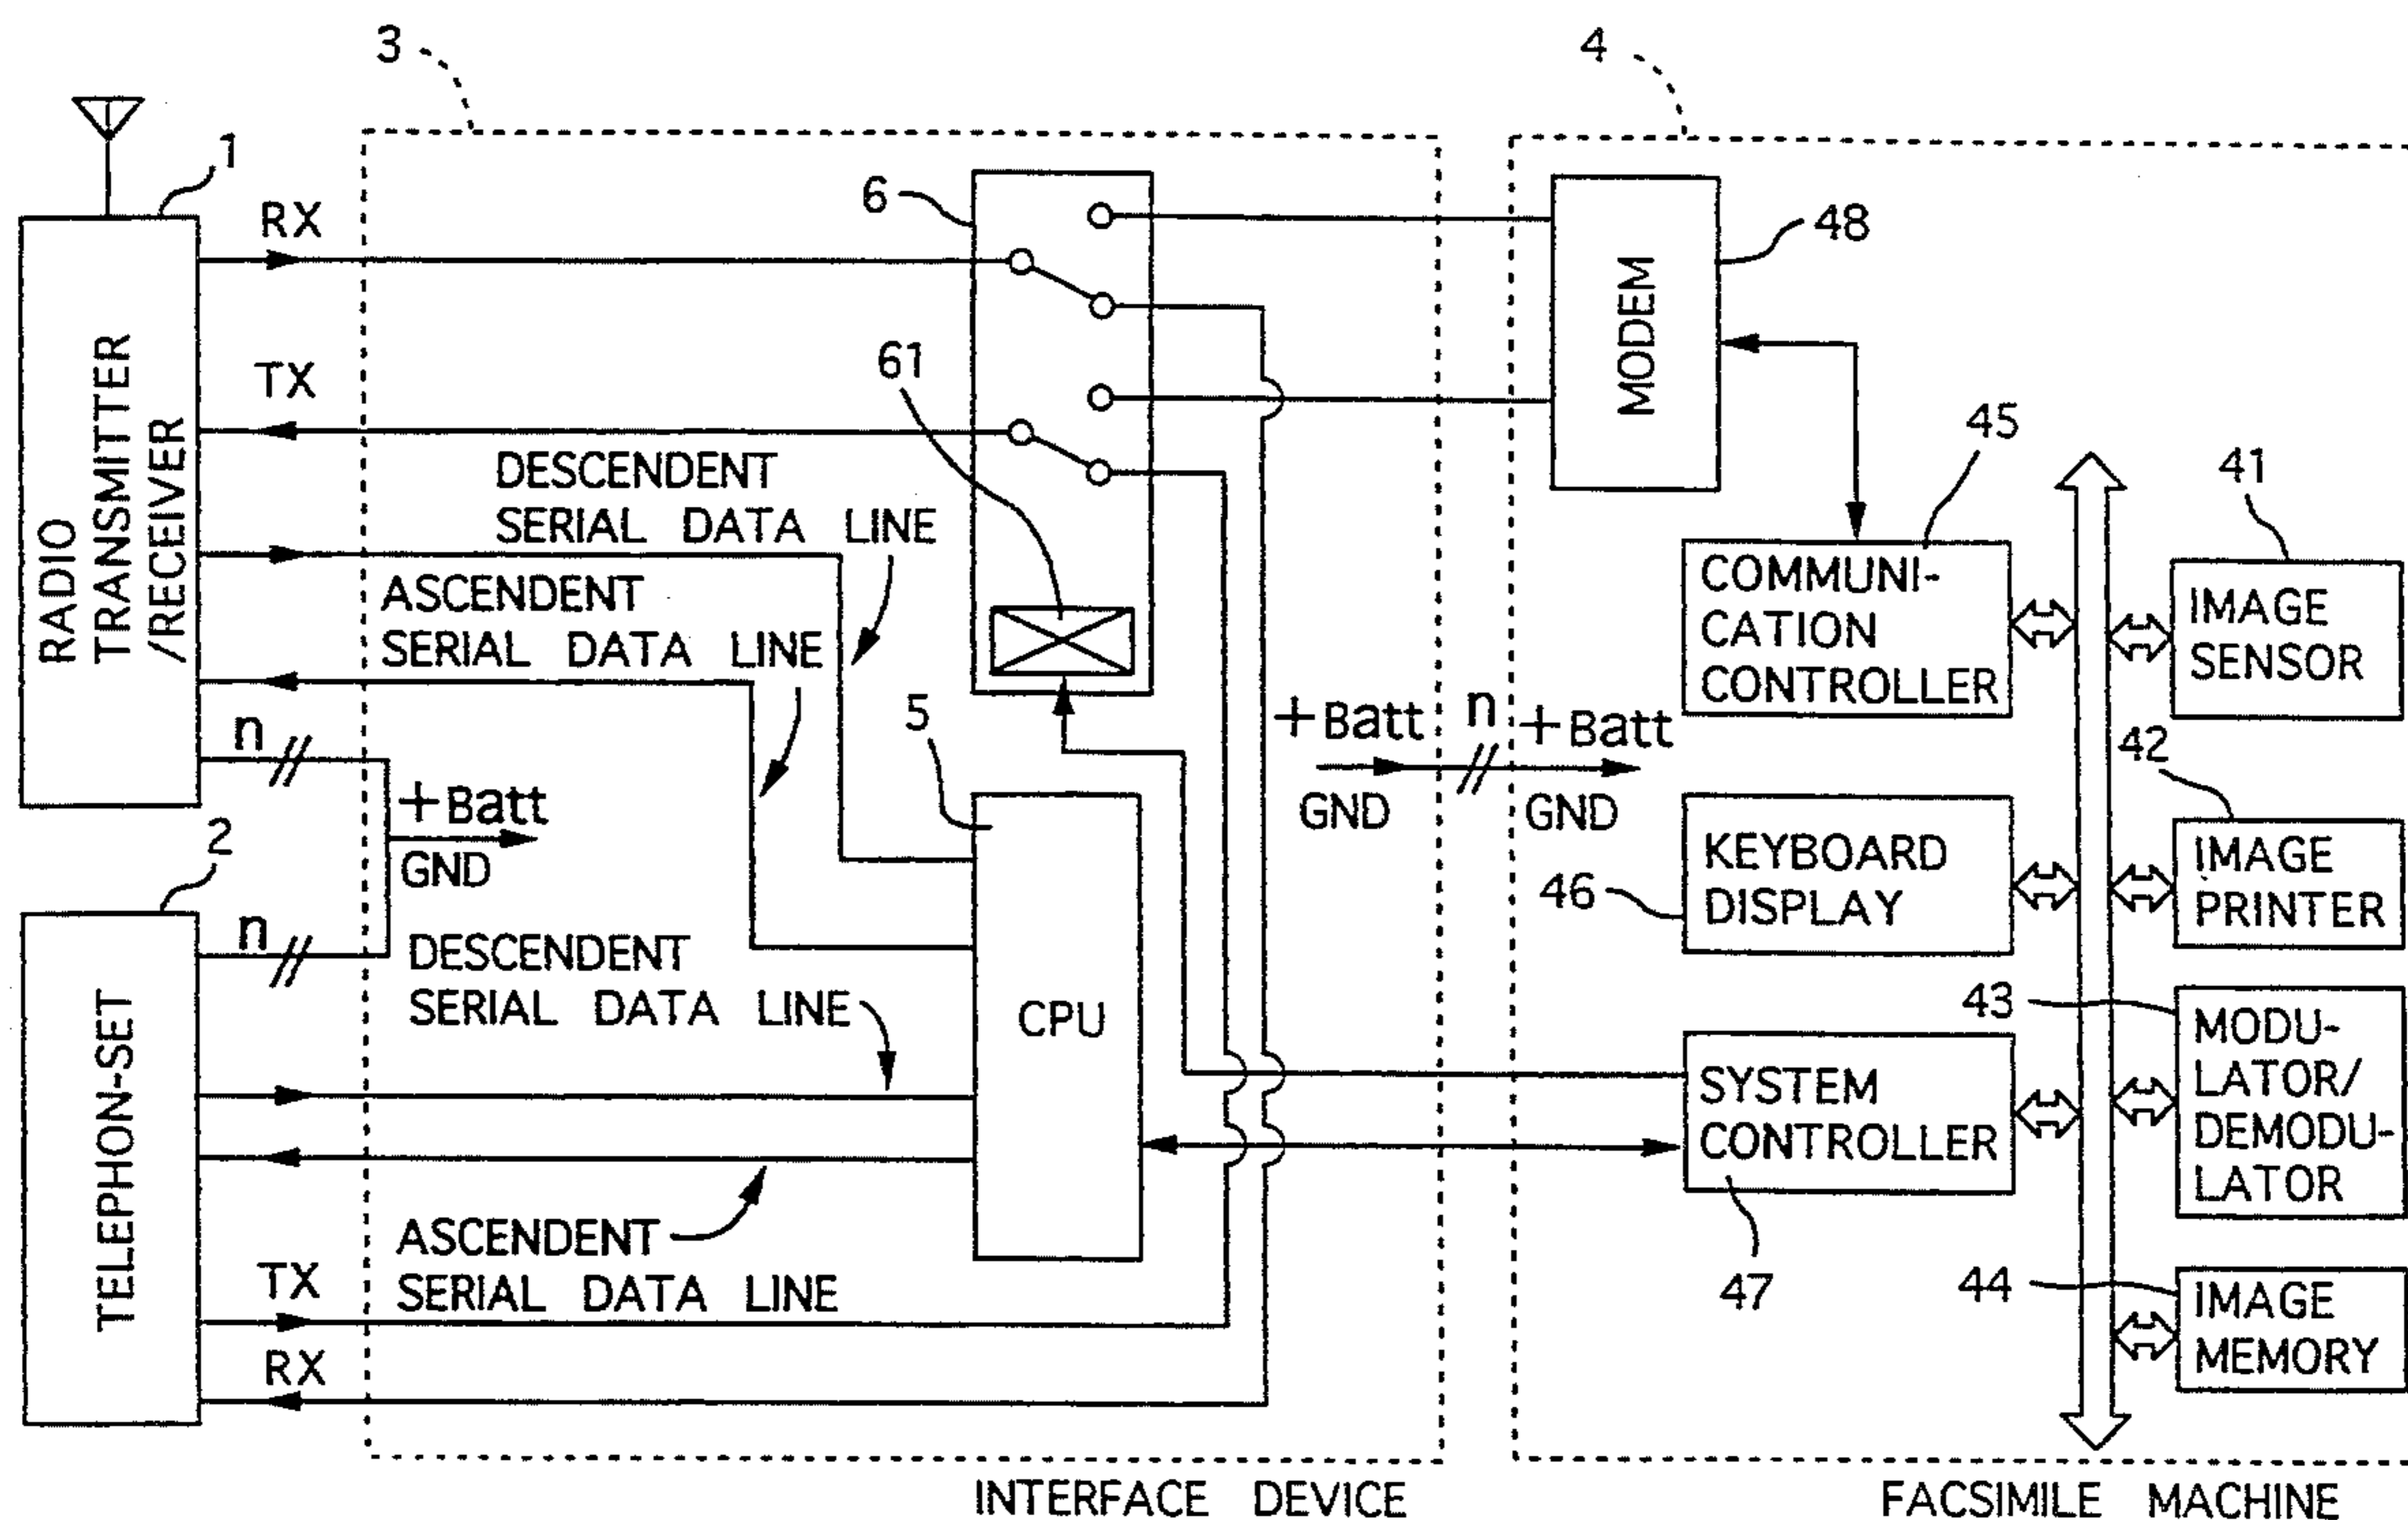 3
4
1
RX
6
48
MODEM
RADIO
TRANSMITTER
/RECEIVER
TX
61
45
41
DESCENDENT
SERIAL DATA LINE
ASCENDENT
SERIAL DATA LINE
COMMUNI-
CATION
CONTROLLER
IMAGE
SENSOR
n
+Batt
GND
5
+Batt
GND
n
+Batt
GND
42
2
n
KEYBOARD
DISPLAY
46
IMAGE
PRINTER
DESCENDENT
SERIAL DATA LINE
CPU
43
MODU-
LATOR/
DEMODU-
LATOR
TELEPHON-SET
SYSTEM
CONTROLLER
47
ASCENDENT
SERIAL DATA LINE
TX
RX
44
IMAGE
MEMORY
INTERFACE DEVICE
FACSIMILE MACHINE